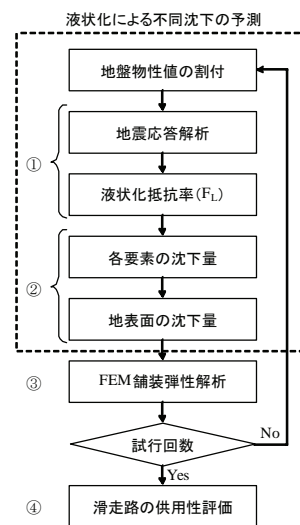 液状化による不同沈下の予測
地盤物性値の割付
地震応答解析
①
液状化抵抗率(FL)
各要素の沈下量
②
地表面の沈下量
③
FEM舗装弾性解析
試行回数
No
Yes
④
滑走路の供用性評価